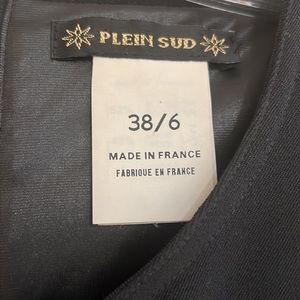 PLEIN SUD
38/6
MADE IN FRANCE
FABRIQUE EN FRANCE